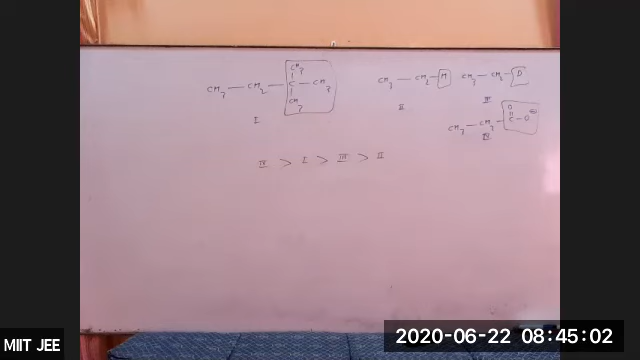 CH3
CH3 — CH2 — C — CH3
CH3
I
CH3 — CH2 — H
II
CH3 — CH2 — D
III
O
CH3 — CH2 — C — O ⊖
IV
IV > I > III > II
MIIT JEE
2020-06-22 08:45:02